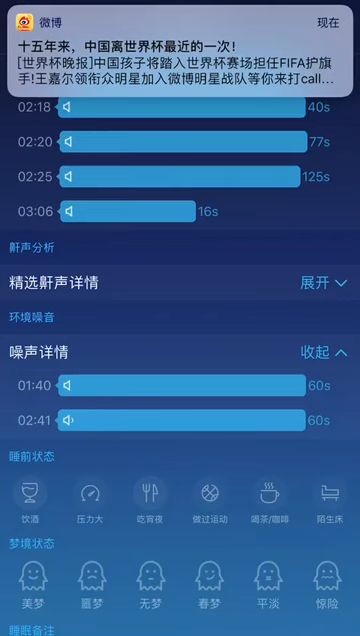 微博 现在
十五年来，中国离世界杯最近的一次！
[世界杯晚报]中国孩子将踏入世界杯赛场担任FIFA护旗
手!王嘉尔领衔众明星加入微博明星战队等你来打call...
02:18 40s
02:20 77s
02:25 125s
03:06 16s
鼾声分析
精选鼾声详情 展开
环境噪音
噪声详情 收起
01:40 60s
02:41 60s
睡前状态
饮酒 压力大 吃宵夜 做过运动 喝茶/咖啡 陌生床
梦境状态
美梦 噩梦 无梦 春梦 平淡 惊险
睡眠备注